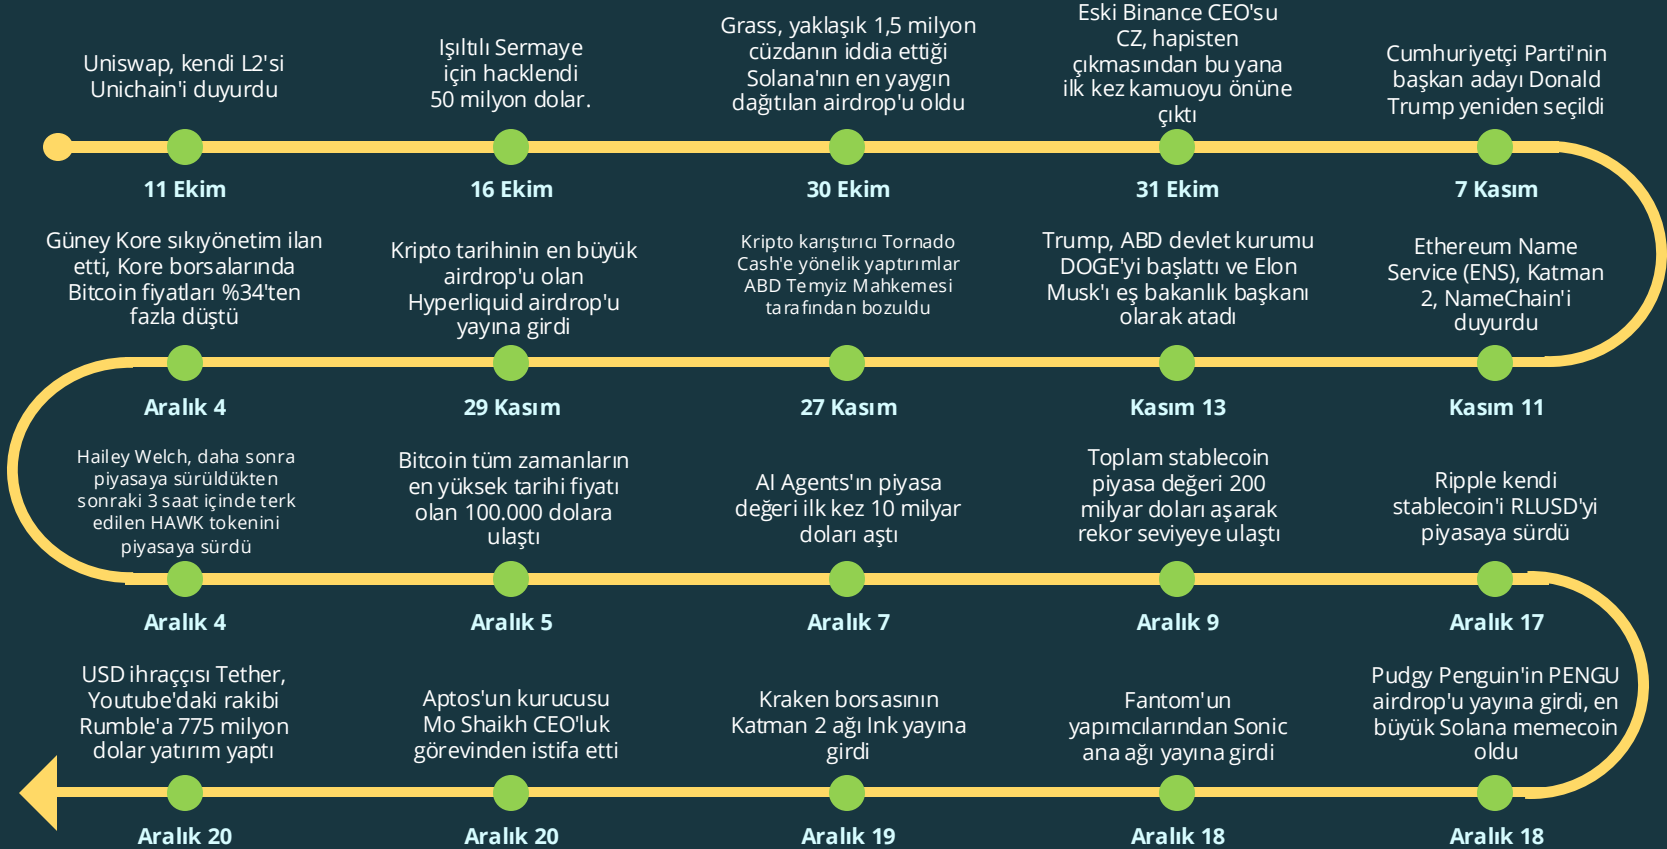 Uniswap, kendi L2'si
Unichain'i duyurdu
11 Ekim
Işıltılı Sermaye
için hacklendi
50 milyon dolar.
16 Ekim
Grass, yaklaşık 1,5 milyon
cüzdanın iddia ettiği
Solana'nın en yaygın
dağıtılan airdrop'u oldu
30 Ekim
Eski Binance CEO'su
CZ, hapisten
çıkmasından bu yana
ilk kez kamuoyu önüne
çıktı
31 Ekim
Cumhuriyetçi Parti'nin
başkan adayı Donald
Trump yeniden seçildi
7 Kasım
Ethereum Name
Service (ENS), Katman
2, NameChain'i
duyurdu
Kasım 11
Trump, ABD devlet kurumu
DOGE'yi başlattı ve Elon
Musk'ı eş bakanlık başkanı
olarak atadı
Kasım 13
Kripto karıştırıcı Tornado
Cash'e yönelik yaptırımlar
ABD Temyiz Mahkemesi
tarafından bozuldu
27 Kasım
Kripto tarihinin en büyük
airdrop'u olan
Hyperliquid airdrop'u
yayına girdi
29 Kasım
Güney Kore sıkıyönetim ilan
etti, Kore borsalarında
Bitcoin fiyatları %34'ten
fazla düştü
Aralık 4
Hailey Welch, daha sonra
piyasaya sürüldükten
sonraki 3 saat içinde terk
edilen HAWK tokenini
piyasaya sürdü
Aralık 4
Bitcoin tüm zamanların
en yüksek tarihi fiyatı
olan 100.000 dolara
ulaştı
Aralık 5
AI Agents'ın piyasa
değeri ilk kez 10 milyar
doları aştı
Aralık 7
Toplam stablecoin
piyasa değeri 200
milyar doları aşarak
rekor seviyeye ulaştı
Aralık 9
Ripple kendi
stablecoin'i RLUSD'yi
piyasaya sürdü
Aralık 17
Pudgy Penguin'in PENGU
airdrop'u yayına girdi, en
büyük Solana memecoin
oldu
Aralık 18
Fantom'un
yapımcılarından Sonic
ana ağı yayına girdi
Aralık 18
Kraken borsasının
Katman 2 ağı Ink yayına
girdi
Aralık 19
Aptos'un kurucusu
Mo Shaikh CEO'luk
görevinden istifa etti
Aralık 20
USD ihraççısı Tether,
Youtube'daki rakibi
Rumble'a 775 milyon
dolar yatırım yaptı
Aralık 20